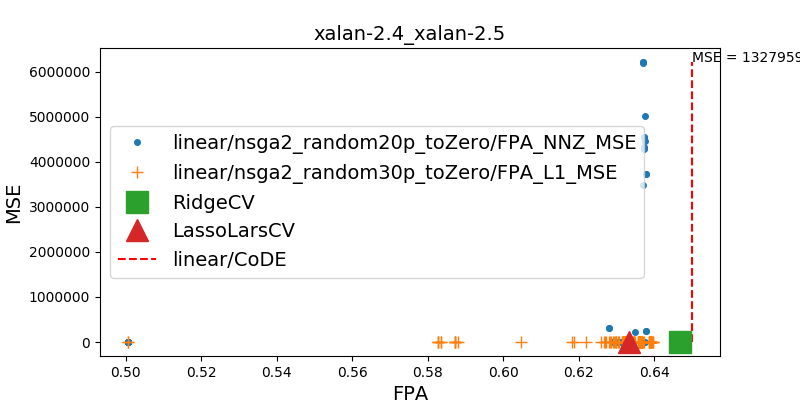 xalan-2.4_xalan-2.5
MSE = 1327959
6000000
5000000
4000000
3000000
2000000
1000000
0
MSE
linear/nsga2_random20p_toZero/FPA_NNZ_MSE
linear/nsga2_random30p_toZero/FPA_L1_MSE
RidgeCV
LassoLarsCV
linear/CoDE
0.50 0.52 0.54 0.56 0.58 0.60 0.62 0.64
FPA